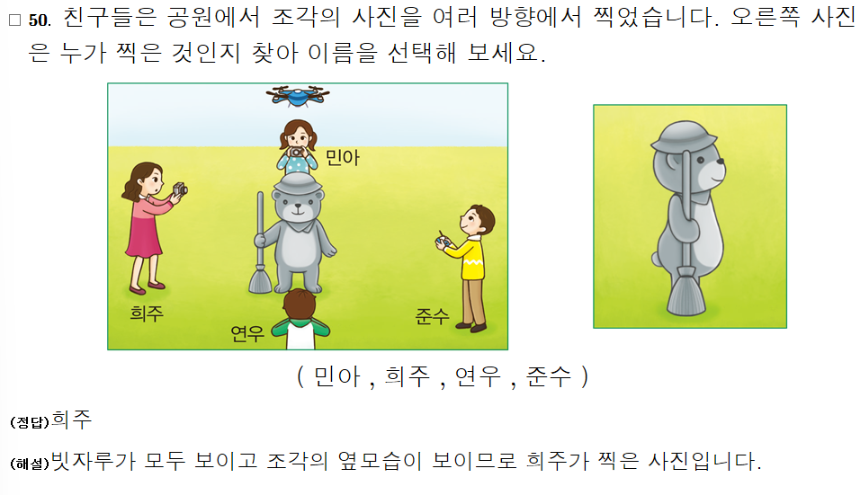 □ 50. 친구들은 공원에서 조각의 사진을 여러 방향에서 찍었습니다. 오른쪽 사진
은 누가 찍은 것인지 찾아 이름을 선택해 보세요.
민아
희주
연우
준수
( 민아 , 희주 , 연우 , 준수 )
(정답)희주
(해설)빗자루가 모두 보이고 조각의 옆모습이 보이므로 희주가 찍은 사진입니다.